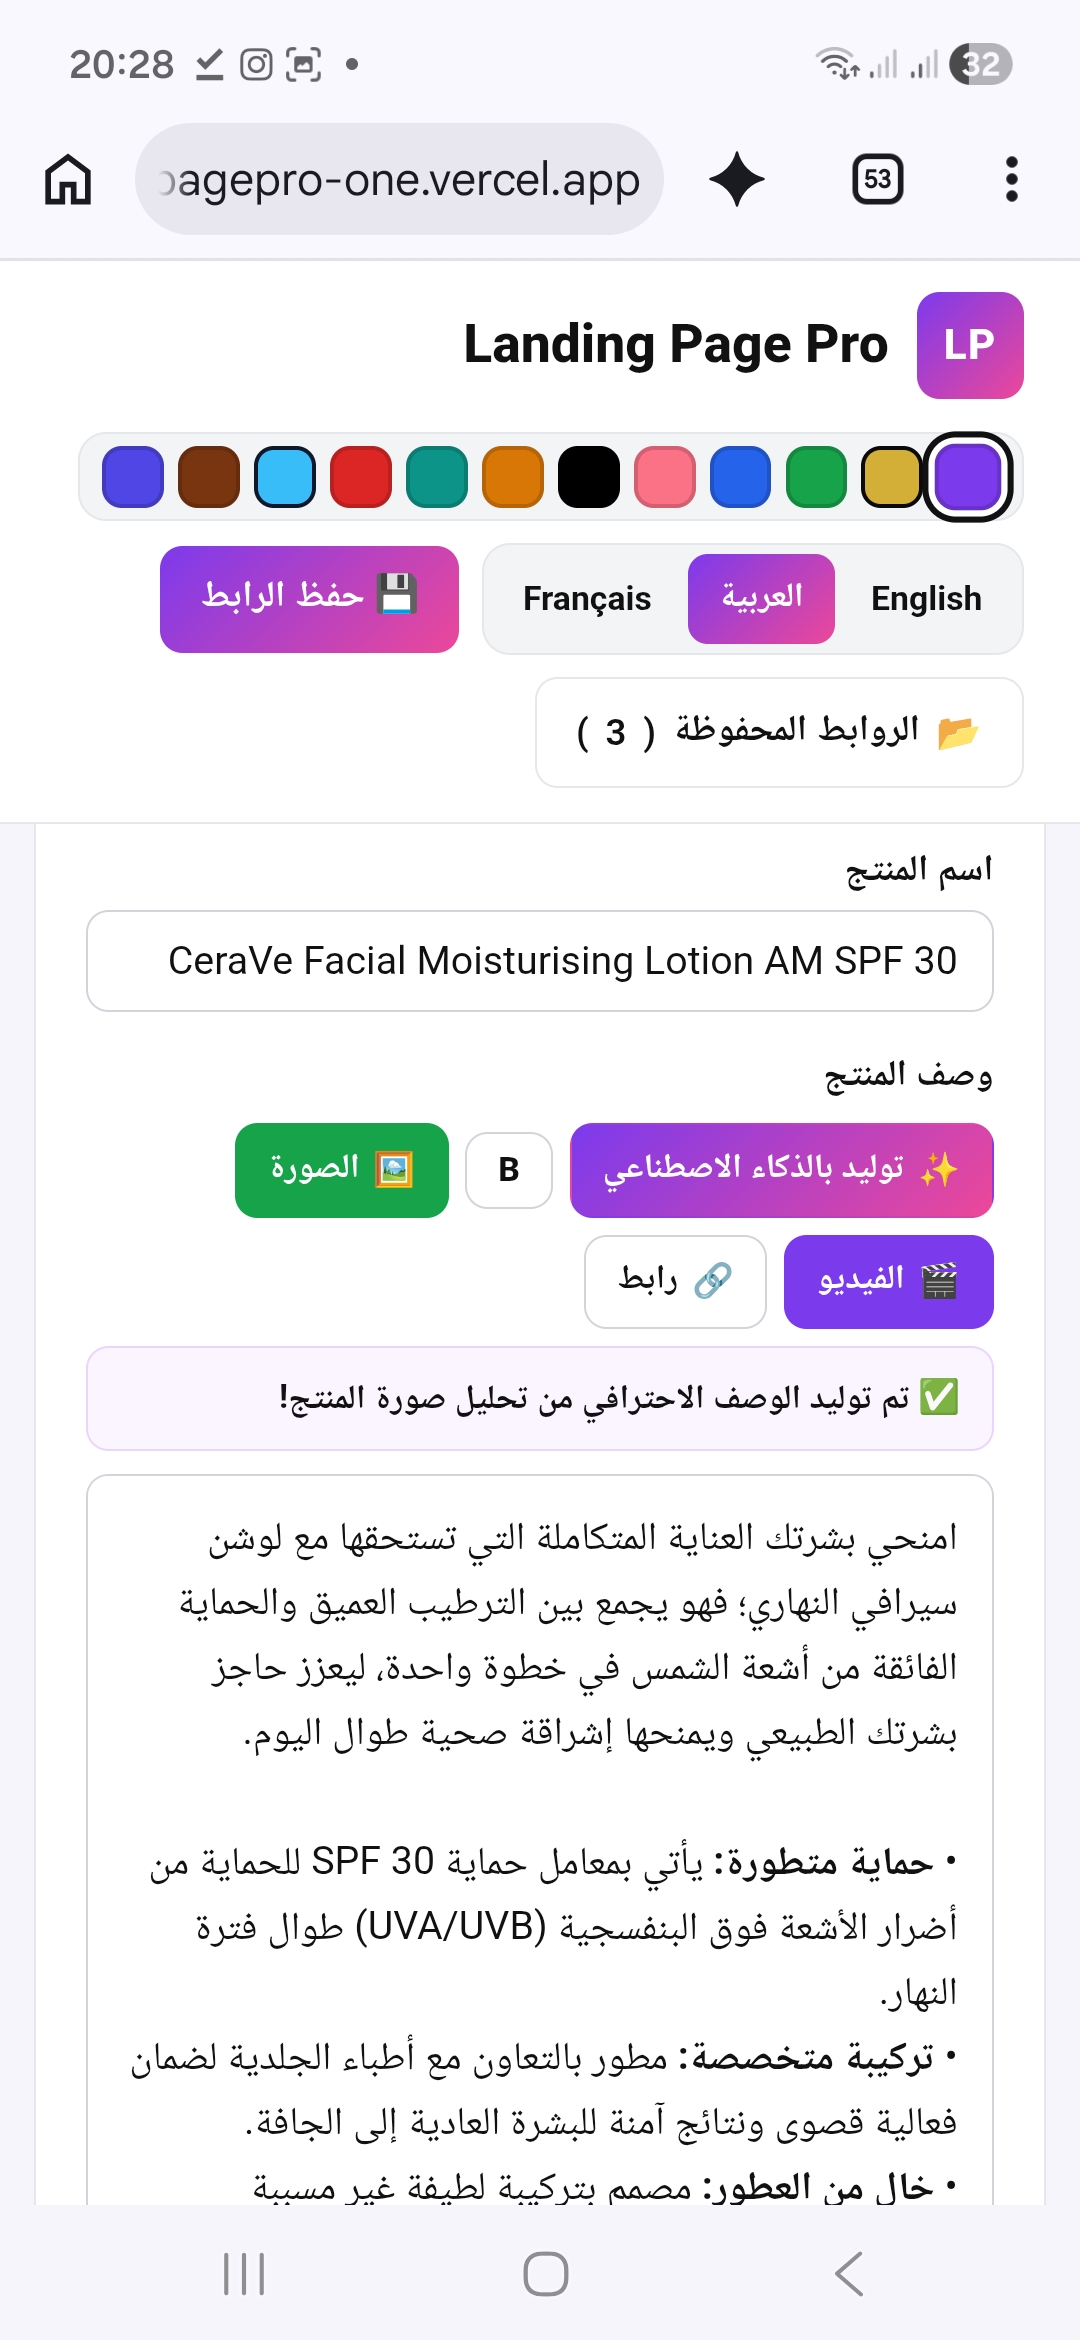 20:28
32
pagepro-one.vercel.app
53
LP
Landing Page Pro
English
العربية
Français
💾 حفظ الرابط
📂 الروابط المحفوظة ( 3 )
اسم المنتج
CeraVe Facial Moisturising Lotion AM SPF 30
وصف المنتج
✨ توليد بالذكاء الاصطناعي
B
🖼️ الصورة
🎬 الفيديو
🔗 رابط
✅ تم توليد الوصف الاحترافي من تحليل صورة المنتج!
امنحي بشرتك العناية المتكاملة التي تستحقها مع لوشن
سيرافي النهاري؛ فهو يجمع بين الترطيب العميق والحماية
الفائقة من أشعة الشمس في خطوة واحدة، ليعزز حاجز
بشرتك الطبيعي ويمنحها إشراقة صحية طوال اليوم.
• حماية متطورة: يأتي بمعامل حماية SPF 30 للحماية من
أضرار الأشعة فوق البنفسجية (UVA/UVB) طوال فترة
النهار.
• تركيبة متخصصة: مطور بالتعاون مع أطباء الجلدية لضمان
فعالية قصوى ونتائج آمنة للبشرة العادية إلى الجافة.
• خال من العطور: مصمم بتركيبة لطيفة غير مسببة